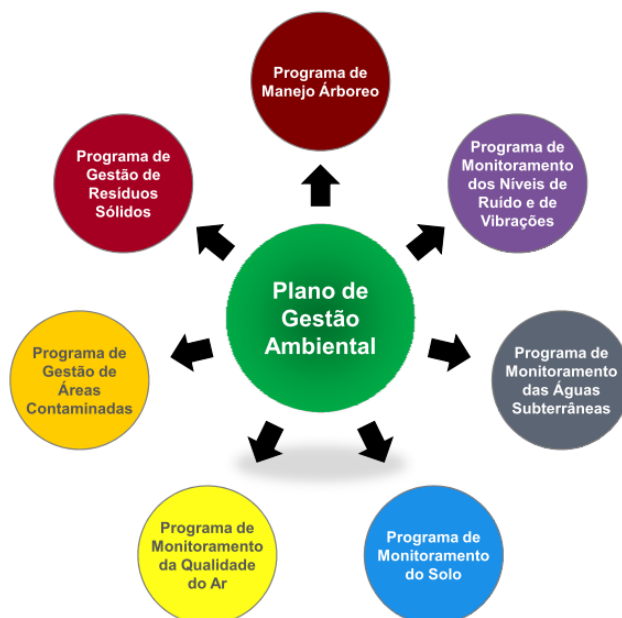 Programa de
Manejo Árboreo
Programa de
Monitoramento
dos Níveis de
Ruído e de
Vibrações
Programa de
Monitoramento
das Águas
Subterrâneas
Programa de
Monitoramento
do Solo
Programa de
Monitoramento
da Qualidade
do Ar
Programa de
Gestão de
Áreas
Contaminadas
Programa de
Gestão de
Resíduos
Sólidos
Plano de
Gestão
Ambiental